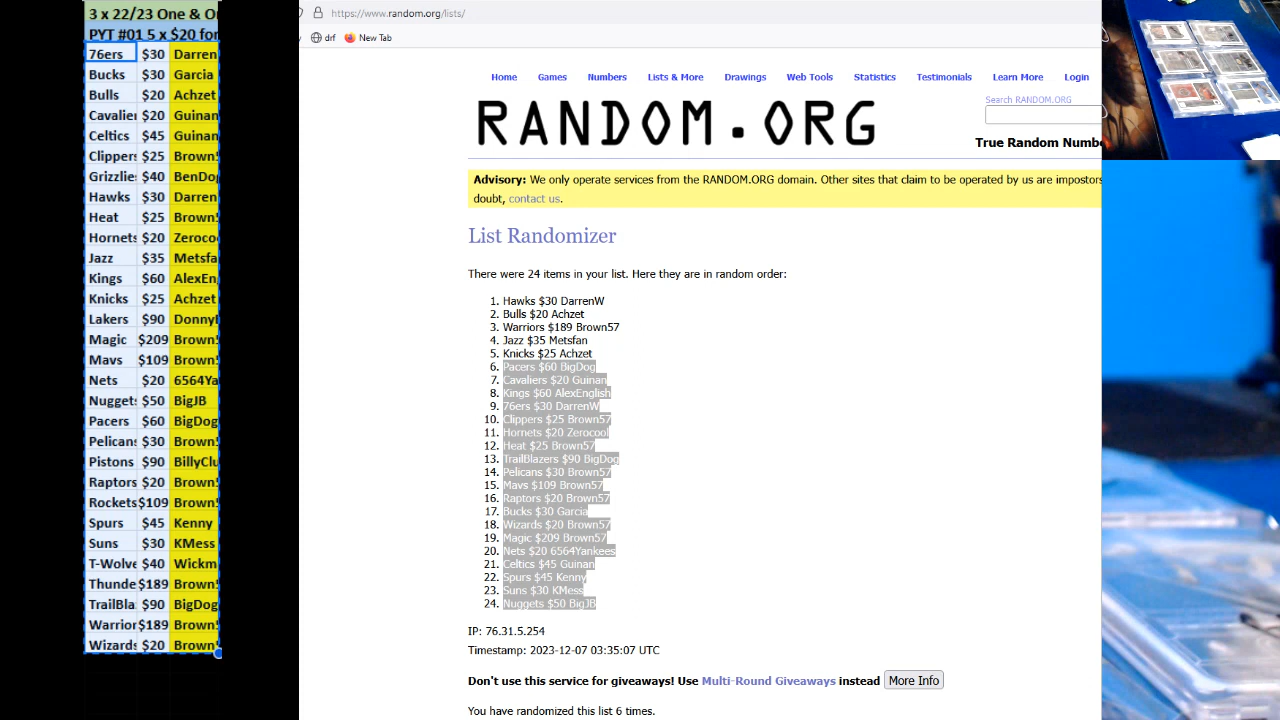 3 x 22/23 One & On
PYT #01 5 x $20 for
76ers $30 Darren
Bucks $30 Garcia
Bulls $20 Achzet
Cavalier $20 Guinan
Celtics $45 Guinan
Clippers $25 Brown5
Grizzlies $40 BenDo
Hawks $30 Darren
Heat $25 Brown5
Hornets $20 Zeroco
Jazz $35 Metsfa
Kings $60 AlexEn
Knicks $25 Achzet
Lakers $90 Donny
Magic $209 Brown5
Mavs $109 Brown5
Nets $20 6564Ya
Nuggets $50 BigJB
Pacers $60 BigDog
Pelicans $30 Brown5
Pistons $90 BillyClu
Raptors $20 Brown5
Rockets $109 Brown5
Spurs $45 Kenny
Suns $30 KMess
T-Wolve $40 Wickm
Thunde $189 Brown5
TrailBla $90 BigDog
Warrior $189 Brown5
Wizards $20 Brown5
https://www.random.org/lists/
drf New Tab
Home Games Numbers Lists & More Drawings Web Tools Statistics Testimonials Learn More Login
RANDOM.ORG
Search RANDOM.ORG
True Random Numb
Advisory: We only operate services from the RANDOM.ORG domain. Other sites that claim to be operated by us are impostors
doubt, contact us.
List Randomizer
There were 24 items in your list. Here they are in random order:
1. Hawks $30 DarrenW
2. Bulls $20 Achzet
3. Warriors $189 Brown57
4. Jazz $35 Metsfan
5. Knicks $25 Achzet
6. Pacers $60 BigDog
7. Cavaliers $20 Guinan
8. Kings $60 AlexEnglish
9. 76ers $30 DarrenW
10. Clippers $25 Brown57
11. Hornets $20 Zerocool
12. Heat $25 Brown57
13. TrailBlazers $90 BigDog
14. Pelicans $30 Brown57
15. Mavs $109 Brown57
16. Raptors $20 Brown57
17. Bucks $30 Garcia
18. Wizards $20 Brown57
19. Magic $209 Brown57
20. Nets $20 6564Yankees
21. Celtics $45 Guinan
22. Spurs $45 Kenny
23. Suns $30 KMess
24. Nuggets $50 BigJB
IP: 76.31.5.254
Timestamp: 2023-12-07 03:35:07 UTC
Don't use this service for giveaways! Use Multi-Round Giveaways instead More Info
You have randomized this list 6 times.